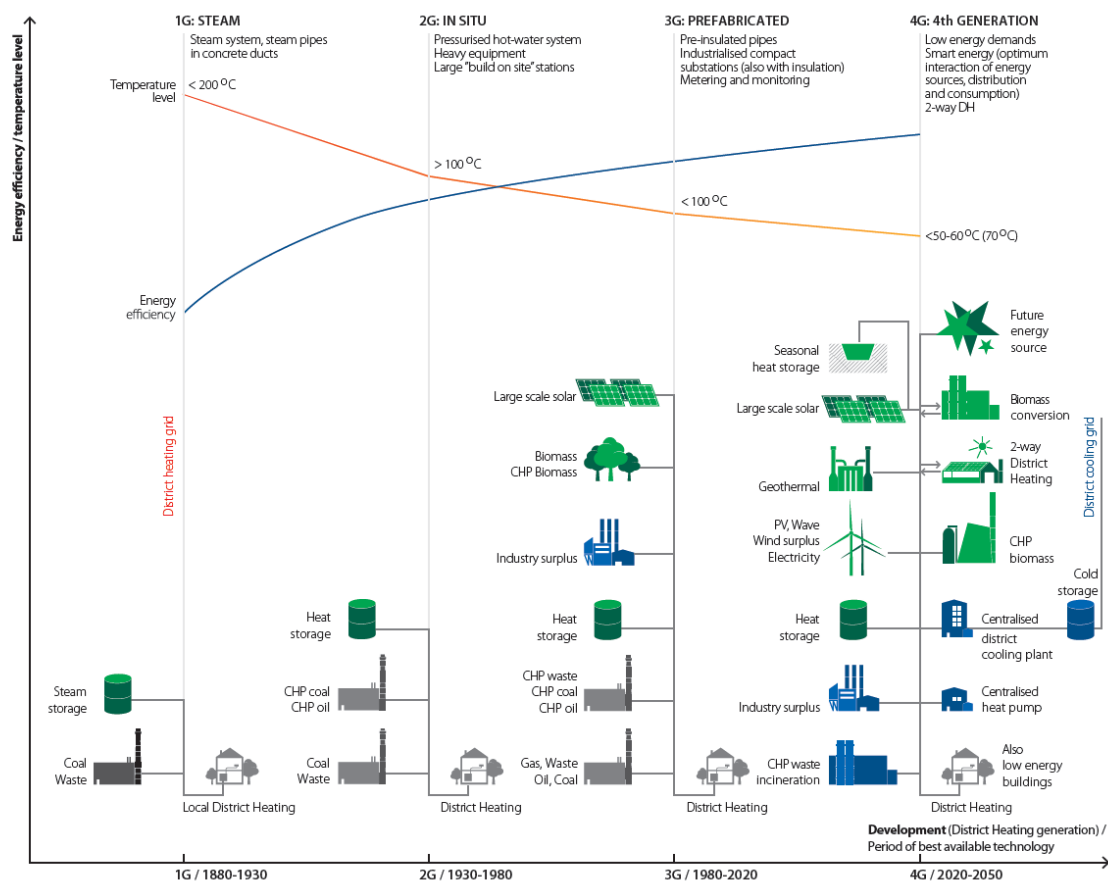 Energy efficiency / temperature level
1G: STEAM
Steam system, steam pipes
in concrete ducts
2G: IN SITU
Pressurised hot-water system
Heavy equipment
Large "build on site" stations
3G: PREFABRICATED
Pre-insulated pipes
Industrialised compact
substations (also with insulation)
Metering and monitoring
4G: 4th GENERATION
Low energy demands
Smart energy (optimum
interaction of energy
sources, distribution
and consumption)
2-way DH
Temperature
level
< 200 °C
> 100 °C
< 100 °C
<50-60 °C (70 °C)
Energy
efficiency
District heating grid
Steam
storage
Coal
Waste
Local District Heating
Heat
storage
CHP coal
CHP oil
Coal
Waste
District Heating
Large scale solar
Biomass
CHP Biomass
Industry surplus
Heat
storage
CHP waste
CHP coal
CHP oil
Gas, Waste
Oil, Coal
District Heating
Seasonal
heat storage
Large scale solar
Geothermal
PV, Wave
Wind surplus
Electricity
Heat
storage
Industry surplus
CHP waste
incineration
Future
energy
source
Biomass
conversion
2-way
District
Heating
CHP
biomass
Centralised
district
cooling plant
Cold
storage
District cooling grid
Centralised
heat pump
Also
low energy
buildings
District Heating
Development (District Heating generation) /
Period of best available technology
1G / 1880-1930
2G / 1930-1980
3G / 1980-2020
4G / 2020-2050